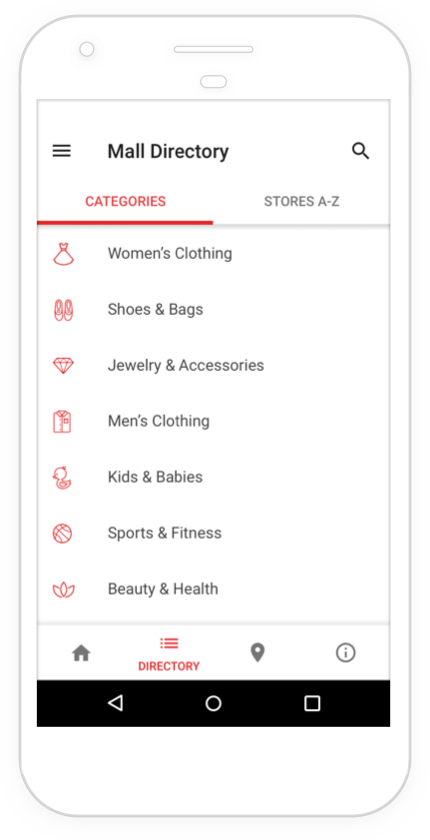 Mall Directory
CATEGORIES
STORES A-Z
Women’s Clothing
Shoes & Bags
Jewelry & Accessories
Men’s Clothing
Kids & Babies
Sports & Fitness
Beauty & Health
DIRECTORY